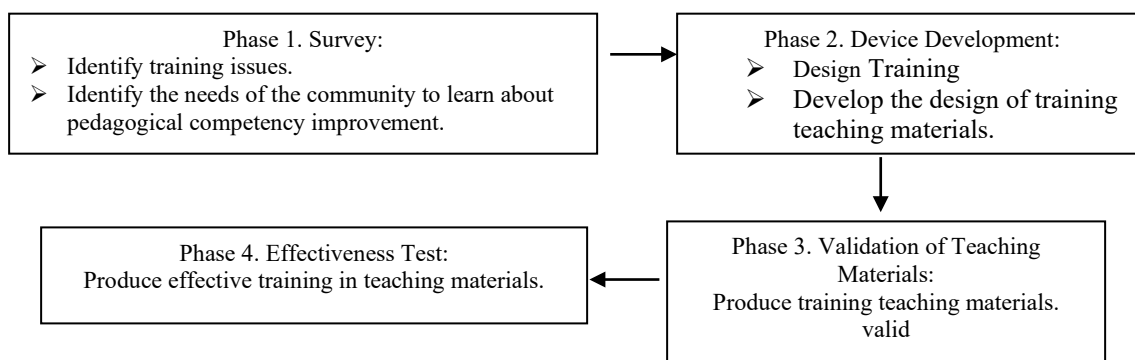 Phase 1. Survey:
➢ Identify training issues.
➢ Identify the needs of the community to learn about
pedagogical competency improvement.
Phase 2. Device Development:
➢ Design Training
➢ Develop the design of training
teaching materials.
Phase 3. Validation of Teaching
Materials:
Produce training teaching materials.
valid
Phase 4. Effectiveness Test:
Produce effective training in teaching materials.